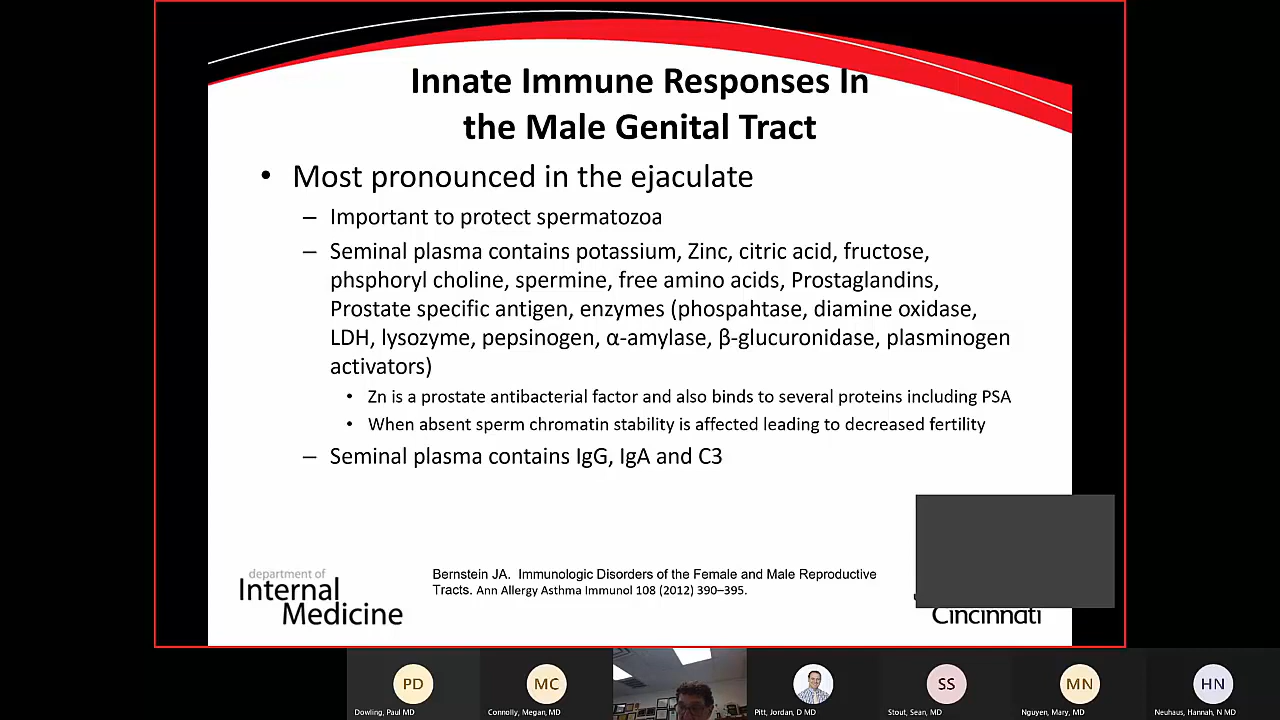 Innate Immune Responses In
the Male Genital Tract
• Most pronounced in the ejaculate
– Important to protect spermatozoa
– Seminal plasma contains potassium, Zinc, citric acid, fructose,
phsphoryl choline, spermine, free amino acids, Prostaglandins,
Prostate specific antigen, enzymes (phospahtase, diamine oxidase,
LDH, lysozyme, pepsinogen, α-amylase, β-glucuronidase, plasminogen
activators)
• Zn is a prostate antibacterial factor and also binds to several proteins including PSA
• When absent sperm chromatin stability is affected leading to decreased fertility
– Seminal plasma contains IgG, IgA and C3
department of
Internal
Medicine
Bernstein JA. Immunologic Disorders of the Female and Male Reproductive
Tracts. Ann Allergy Asthma Immunol 108 (2012) 390–395.
Cincinnati
PD
MC
SS
MN
HN
Dowling, Paul MD
Connolly, Megan, MD
Pitt, Jordan, D MD
Stout, Sean, MD
Nguyen, Mary, MD
Neuhaus, Hannah, N MD